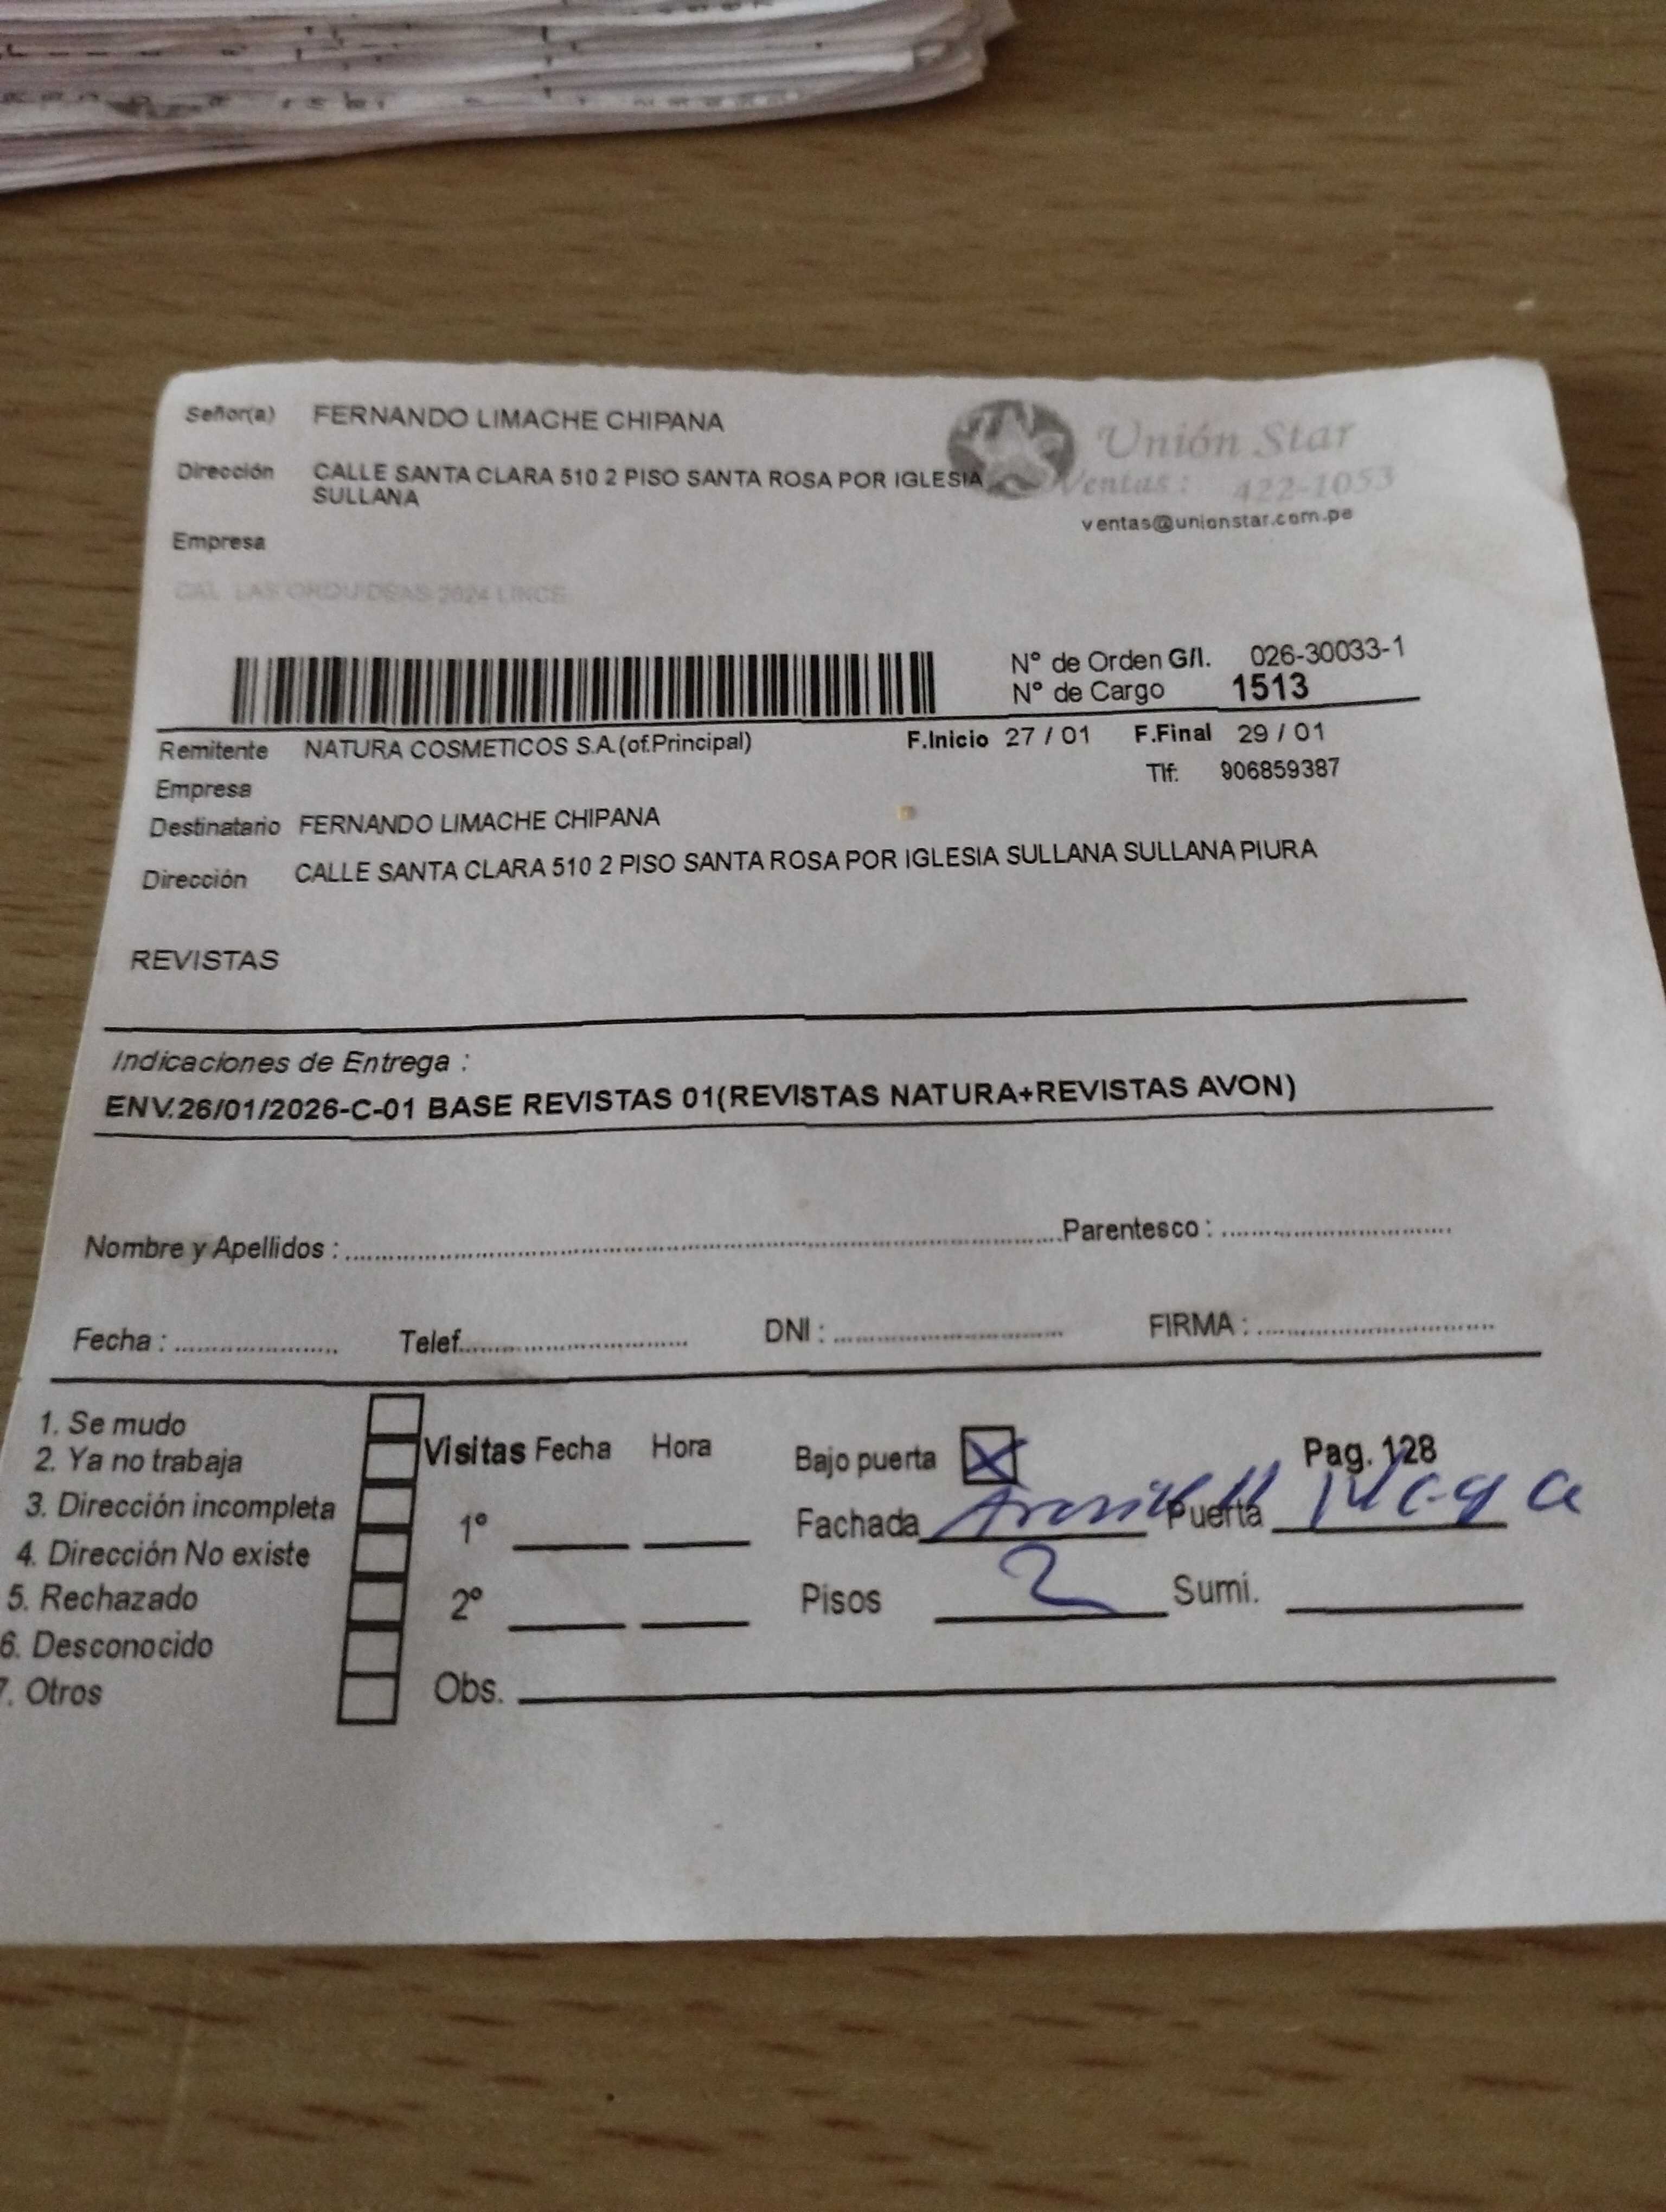 Señor(a) FERNANDO LIMACHE CHIPANA
Dirección CALLE SANTA CLARA 510 2 PISO SANTA ROSA POR IGLESIA
SULLANA
Empresa
CAL. LAS ORQUIDEAS 2624 LINCE
Unión Star
Ventas : 422-1053
ventas@unionstar.com.pe
N° de Orden G/I. 026-30033-1
N° de Cargo 1513
Remitente NATURA COSMETICOS S.A.(of.Principal) F.Inicio 27 / 01 F.Final 29 / 01
Empresa Tlf: 906859387
Destinatario FERNANDO LIMACHE CHIPANA
Dirección CALLE SANTA CLARA 510 2 PISO SANTA ROSA POR IGLESIA SULLANA SULLANA PIURA
REVISTAS
Indicaciones de Entrega :
ENV.26/01/2026-C-01 BASE REVISTAS 01(REVISTAS NATURA+REVISTAS AVON)
Nombre y Apellidos : Parentesco :
Fecha : Telef. DNI : FIRMA :
1. Se mudo
2. Ya no trabaja
3. Dirección incompleta
4. Dirección No existe
5. Rechazado
6. Desconocido
7. Otros
Visitas Fecha Hora
1°
2°
Obs.
Bajo puerta X Pag. 128
Fachada Puerta
Pisos 2 Sumi.